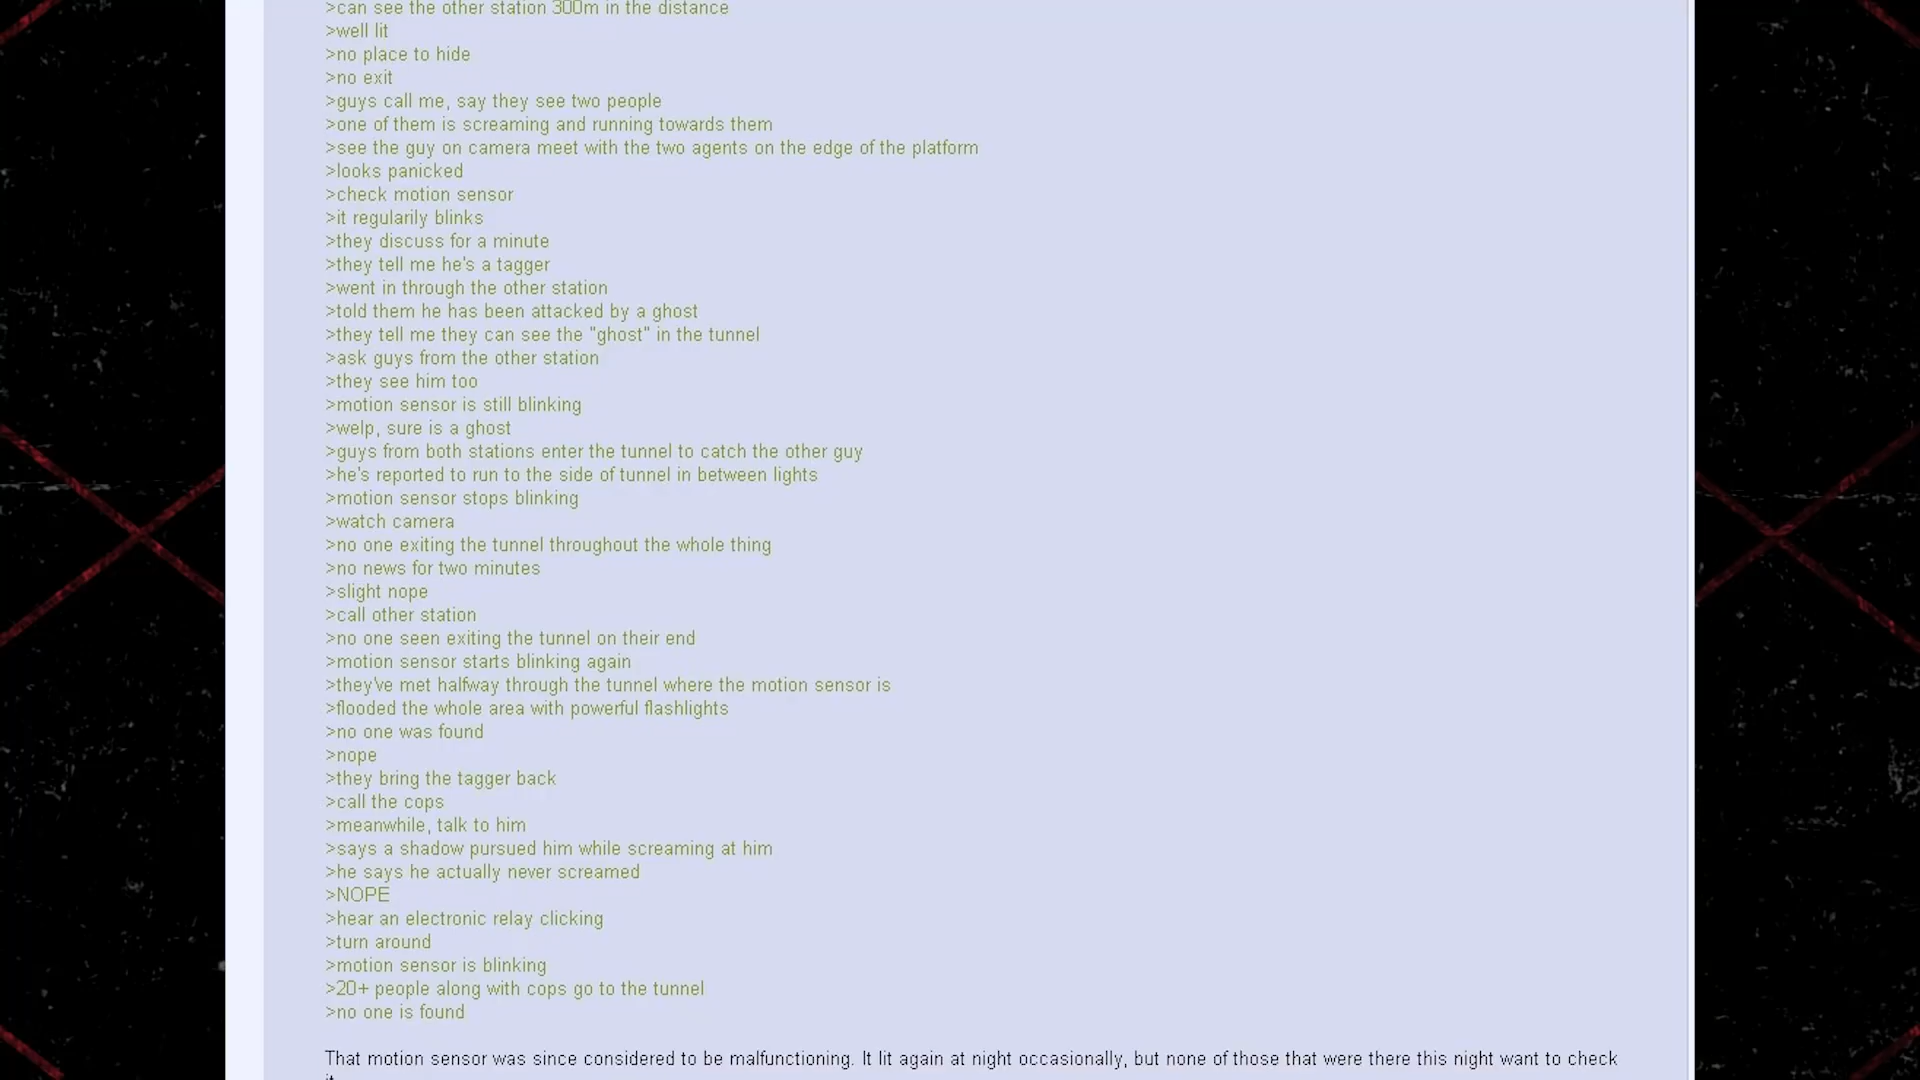 >can see the other station 300m in the distance
>well lit
>no place to hide
>no exit
>guys call me, say they see two people
>one of them is screaming and running towards them
>see the guy on camera meet with the two agents on the edge of the platform
>looks panicked
>check motion sensor
>it regularily blinks
>they discuss for a minute
>they tell me he's a tagger
>went in through the other station
>told them he has been attacked by a ghost
>they tell me they can see the "ghost" in the tunnel
>ask guys from the other station
>they see him too
>motion sensor is still blinking
>welp, sure is a ghost
>guys from both stations enter the tunnel to catch the other guy
>he's reported to run to the side of tunnel in between lights
>motion sensor stops blinking
>watch camera
>no one exiting the tunnel throughout the whole thing
>no news for two minutes
>slight nope
>call other station
>no one seen exiting the tunnel on their end
>motion sensor starts blinking again
>they've met halfway through the tunnel where the motion sensor is
>flooded the whole area with powerful flashlights
>no one was found
>nope
>they bring the tagger back
>call the cops
>meanwhile, talk to him
>says a shadow pursued him while screaming at him
>he says he actually never screamed
>NOPE
>hear an electronic relay clicking
>turn around
>motion sensor is blinking
>20+ people along with cops go to the tunnel
>no one is found
That motion sensor was since considered to be malfunctioning. It lit again at night occasionally, but none of those that were there this night want to check